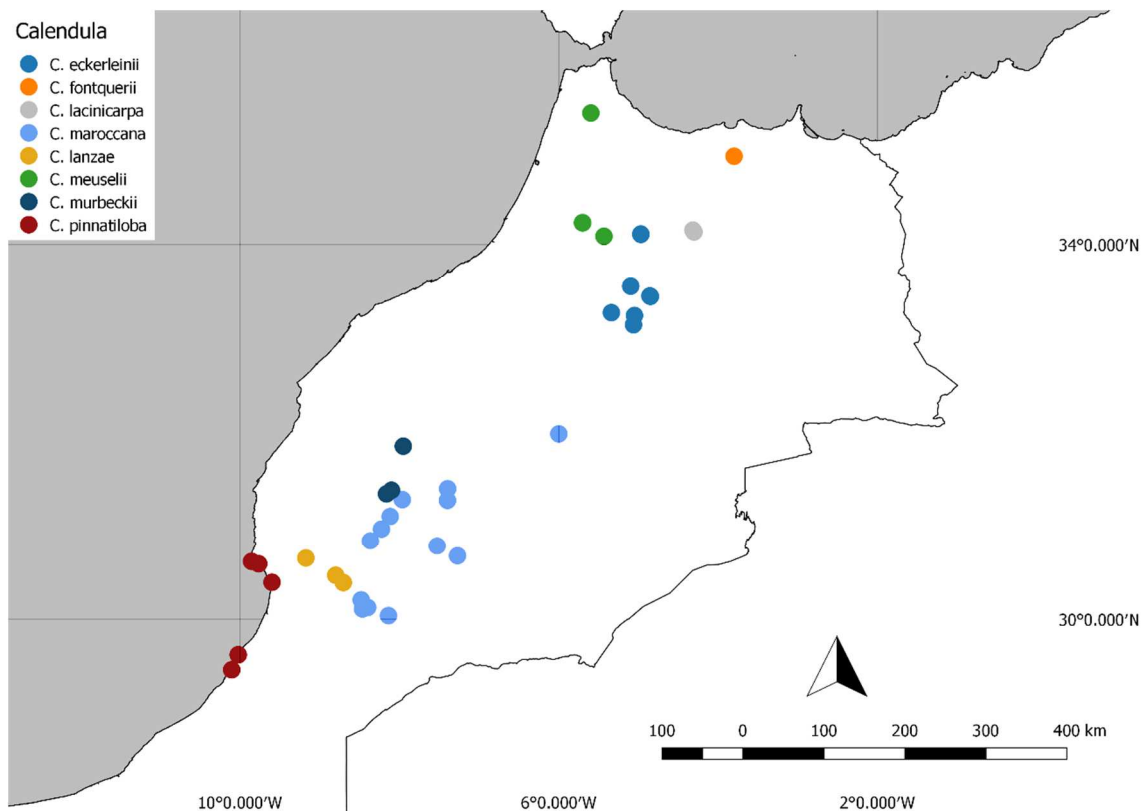 Calendula
C. eckerleinii
C. fontquerii
C. lacinicarpa
C. maroccana
C. lanzae
C. meuselii
C. murbeckii
C. pinnatiloba
34°0.000’N
30°0.000’N
100 0 100 200 300 400 km
10°0.000’W 6°0.000’W 2°0.000’W